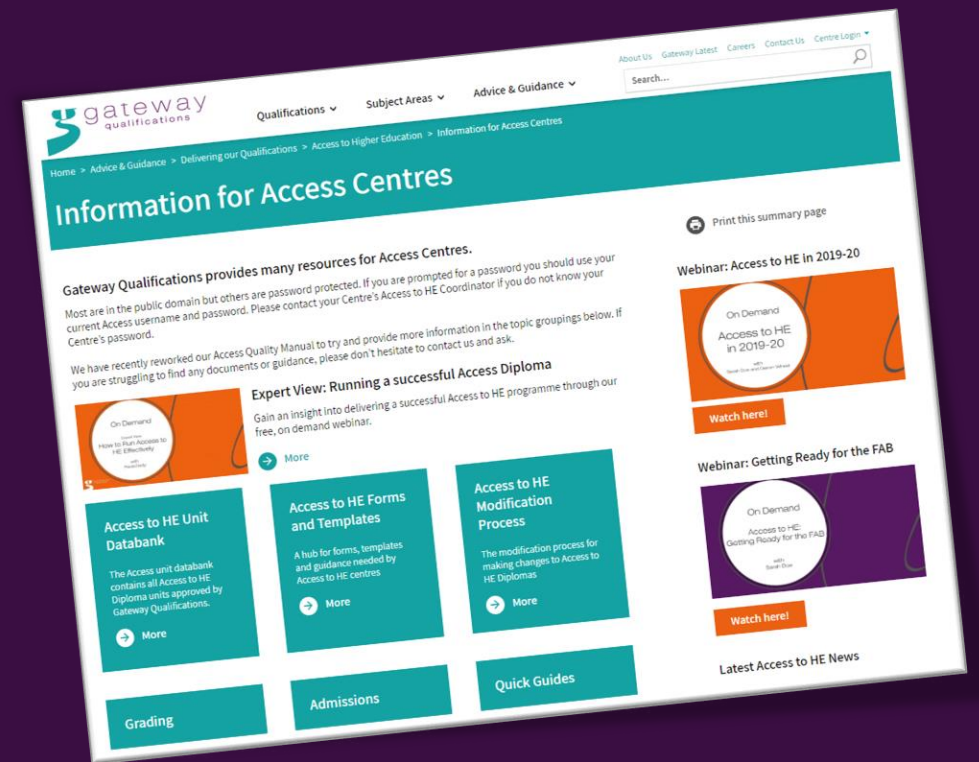 About Us Gateway Latest Careers Contact Us Centre Login
gateway
qualifications
Qualifications
Subject Areas
Advice & Guidance
Search...
Home > Advice & Guidance > Delivering our Qualifications > Access to Higher Education > Information for Access Centres
Information for Access Centres
Gateway Qualifications provides many resources for Access Centres.
Most are in the public domain but others are password protected. If you are prompted for a password you should use your
current Access username and password. Please contact your Centre's Access to HE Coordinator if you do not know your
Centre's password.
We have recently reworked our Access Quality Manual to try and provide more information in the topic groupings below. If
you are struggling to find any documents or guidance, please don't hesitate to contact us and ask.
On Demand
How to Run Access to
HE Effectively
with
Expert View: Running a successful Access Diploma
Gain an insight into delivering a successful Access to HE programme through our
free, on demand webinar.
More
Access to HE Unit
Databank
The Access unit databank
contains all Access to HE
Diploma units approved by
Gateway Qualifications.
More
Access to HE Forms
and Templates
A hub for forms, templates
and guidance needed by
Access to HE centres
More
Access to HE
Modification
Process
The modification process for
making changes to Access to
HE Diplomas
More
Grading
Admissions
Quick Guides
Print this summary page
Webinar: Access to HE in 2019-20
On Demand
Access to HE
in 2019-20
with
Watch here!
Webinar: Getting Ready for the FAB
On Demand
Access to HE:
Getting Ready for the FAB
with
Watch here!
Latest Access to HE News